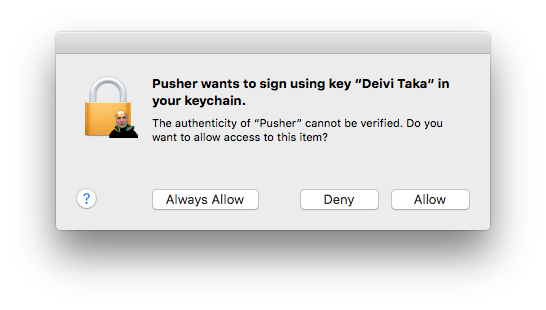 Pusher wants to sign using key “Deivi Taka” in
your keychain.
The authenticity of “Pusher” cannot be verified. Do you
want to allow access to this item?
?
Always Allow
Deny
Allow